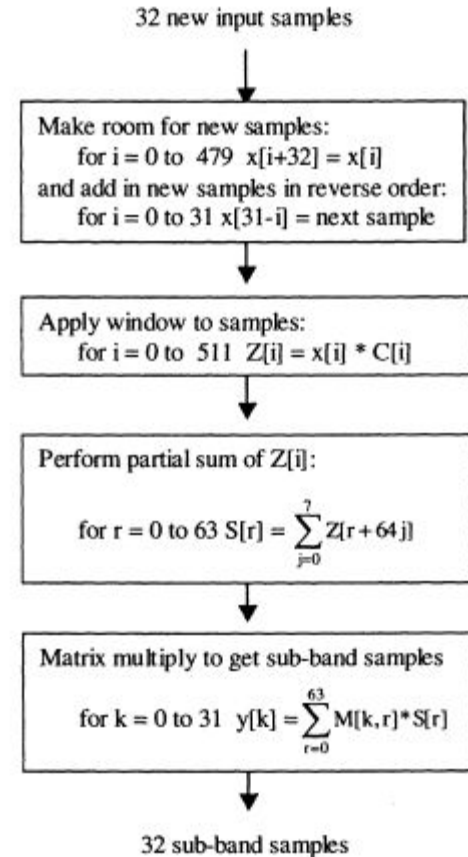 32 new input samples
Make room for new samples:
for i = 0 to 479 x[i+32] = x[i]
and add in new samples in reverse order:
for i = 0 to 31 x[31-i] = next sample
Apply window to samples:
for i = 0 to 511 Z[i] = x[i] * C[i]
Perform partial sum of Z[i]:
for r = 0 to 63 S[r] = ∑_{j=0}^{7} Z[r+64j]
Matrix multiply to get sub-band samples
for k = 0 to 31 y[k] = ∑_{r=0}^{63} M[k,r]*S[r]
32 sub-band samples